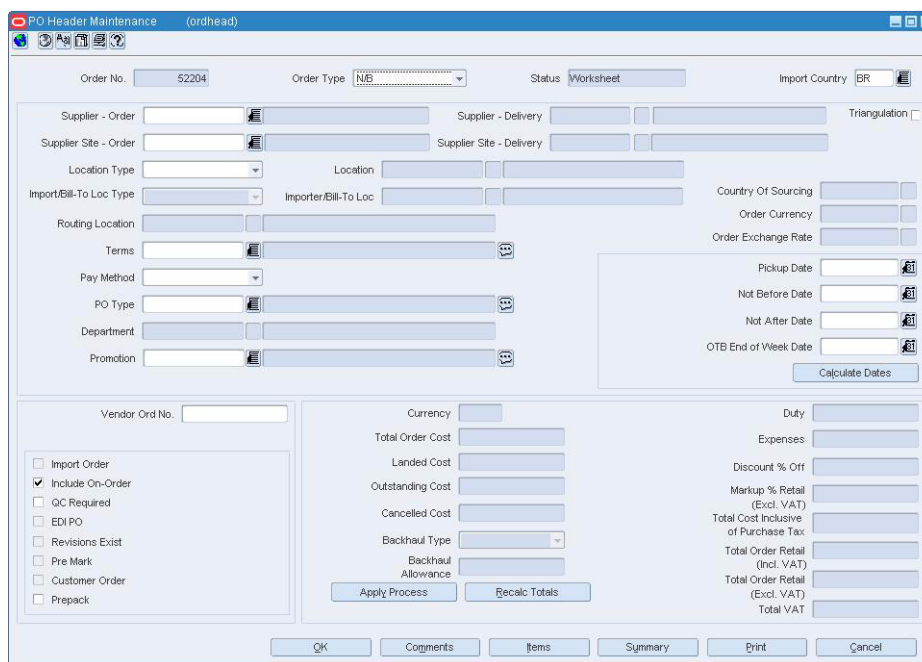 PO Header Maintenance (ordhead)
Order No. 52204 Order Type N/B Status Worksheet Import Country BR
Supplier - Order Supplier - Delivery Triangulation
Supplier Site - Order Supplier Site - Delivery
Location Type Location
Import/Bill-To Loc Type Importer/Bill-To Loc Country Of Sourcing
Routing Location Order Currency
Order Exchange Rate
Terms
Pickup Date
Pay Method
Not Before Date
PO Type
Not After Date
Department
OTB End of Week Date
Promotion
Calculate Dates
Vendor Ord No.
Import Order
Include On-Order
QC Required
EDI PO
Revisions Exist
Pre Mark
Customer Order
Prepack
Currency
Total Order Cost
Landed Cost
Outstanding Cost
Cancelled Cost
Backhaul Type
Backhaul
Allowance
Apply Process Recalc Totals
Duty
Expenses
Discount % Off
Markup % Retail
(Excl. VAT)
Total Cost Inclusive
of Purchase Tax
Total Order Retail
(Incl. VAT)
Total Order Retail
(Excl. VAT)
Total VAT
OK Comments Items Summary Print Cancel